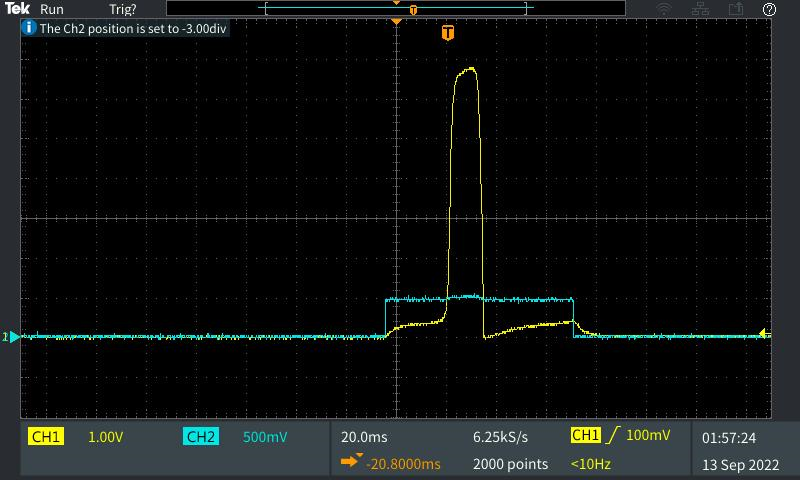 Tek Run Trig?
The Ch2 position is set to -3.00div
T
CH1 1.00V CH2 500mV 20.0ms 6.25kS/s CH1 100mV 01:57:24
-20.8000ms 2000 points <10Hz 13 Sep 2022